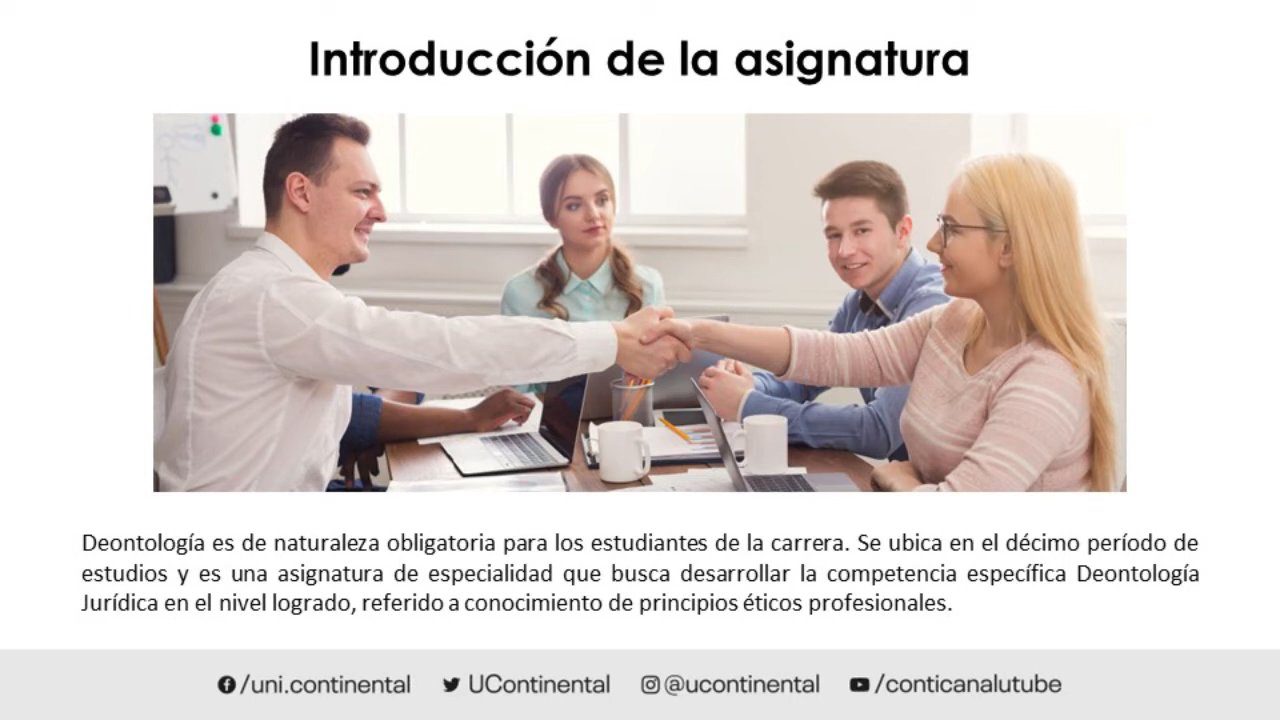 Introducción de la asignatura
Deontología es de naturaleza obligatoria para los estudiantes de la carrera. Se ubica en el décimo período de
estudios y es una asignatura de especialidad que busca desarrollar la competencia específica Deontología
Jurídica en el nivel logrado, referido a conocimiento de principios éticos profesionales.
/uni.continental UContinental @ucontinental /conticanalutube